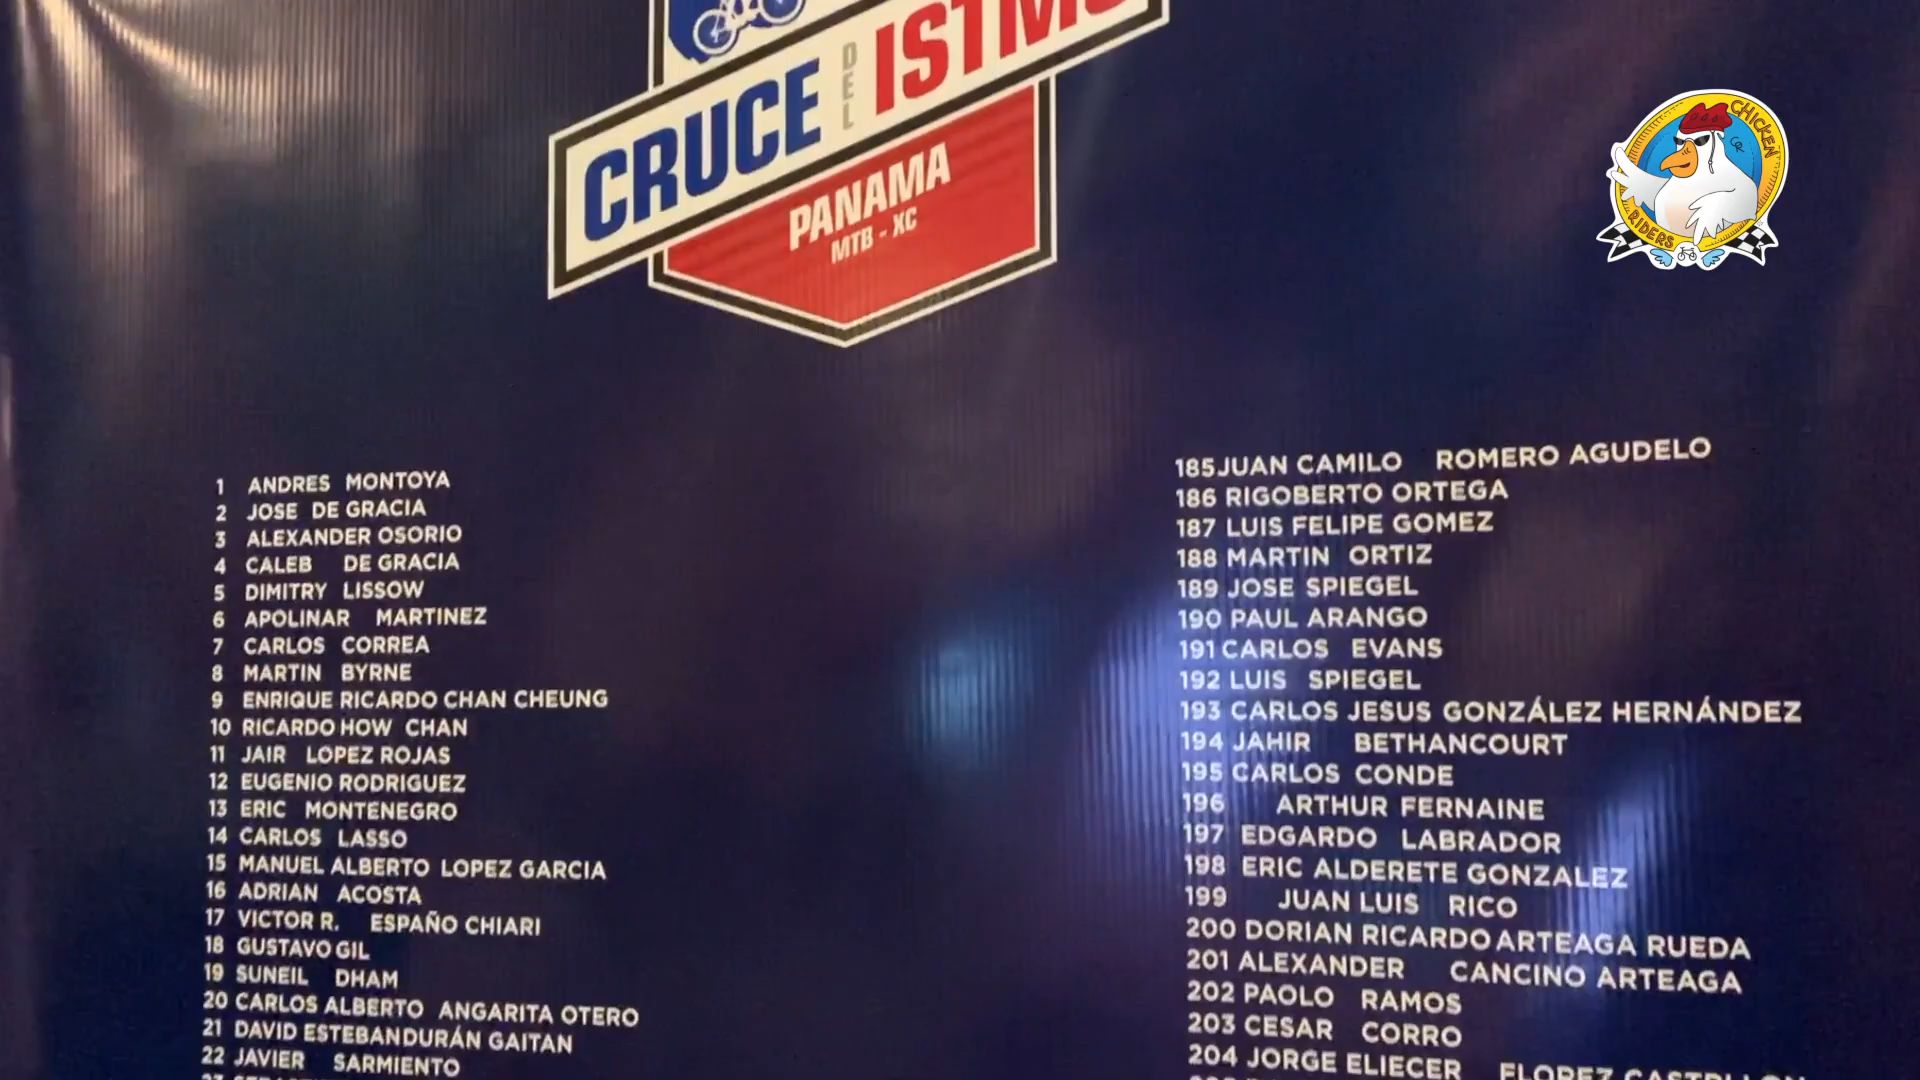 CRUCE DEL ISTMO
PANAMA
MTB - XC
CHICKEN
CR
RIDERS
1 ANDRES MONTOYA
2 JOSE DE GRACIA
3 ALEXANDER OSORIO
4 CALEB DE GRACIA
5 DIMITRY LISSOW
6 APOLINAR MARTINEZ
7 CARLOS CORREA
8 MARTIN BYRNE
9 ENRIQUE RICARDO CHAN CHEUNG
10 RICARDO HOW CHAN
11 JAIR LOPEZ ROJAS
12 EUGENIO RODRIGUEZ
13 ERIC MONTENEGRO
14 CARLOS LASSO
15 MANUEL ALBERTO LOPEZ GARCIA
16 ADRIAN ACOSTA
17 VICTOR R. ESPAÑO CHIARI
18 GUSTAVO GIL
19 SUNEIL DHAM
20 CARLOS ALBERTO ANGARITA OTERO
21 DAVID ESTEBANDURÁN GAITAN
22 JAVIER SARMIENTO
185 JUAN CAMILO ROMERO AGUDELO
186 RIGOBERTO ORTEGA
187 LUIS FELIPE GOMEZ
188 MARTIN ORTIZ
189 JOSE SPIEGEL
190 PAUL ARANGO
191 CARLOS EVANS
192 LUIS SPIEGEL
193 CARLOS JESUS GONZÁLEZ HERNÁNDEZ
194 JAHIR BETHANCOURT
195 CARLOS CONDE
196 ARTHUR FERNAINE
197 EDGARDO LABRADOR
198 ERIC ALDERETE GONZALEZ
199 JUAN LUIS RICO
200 DORIAN RICARDO ARTEAGA RUEDA
201 ALEXANDER CANCINO ARTEAGA
202 PAOLO RAMOS
203 CESAR CORRO
204 JORGE ELIECER FLOREZ CASTRILLON